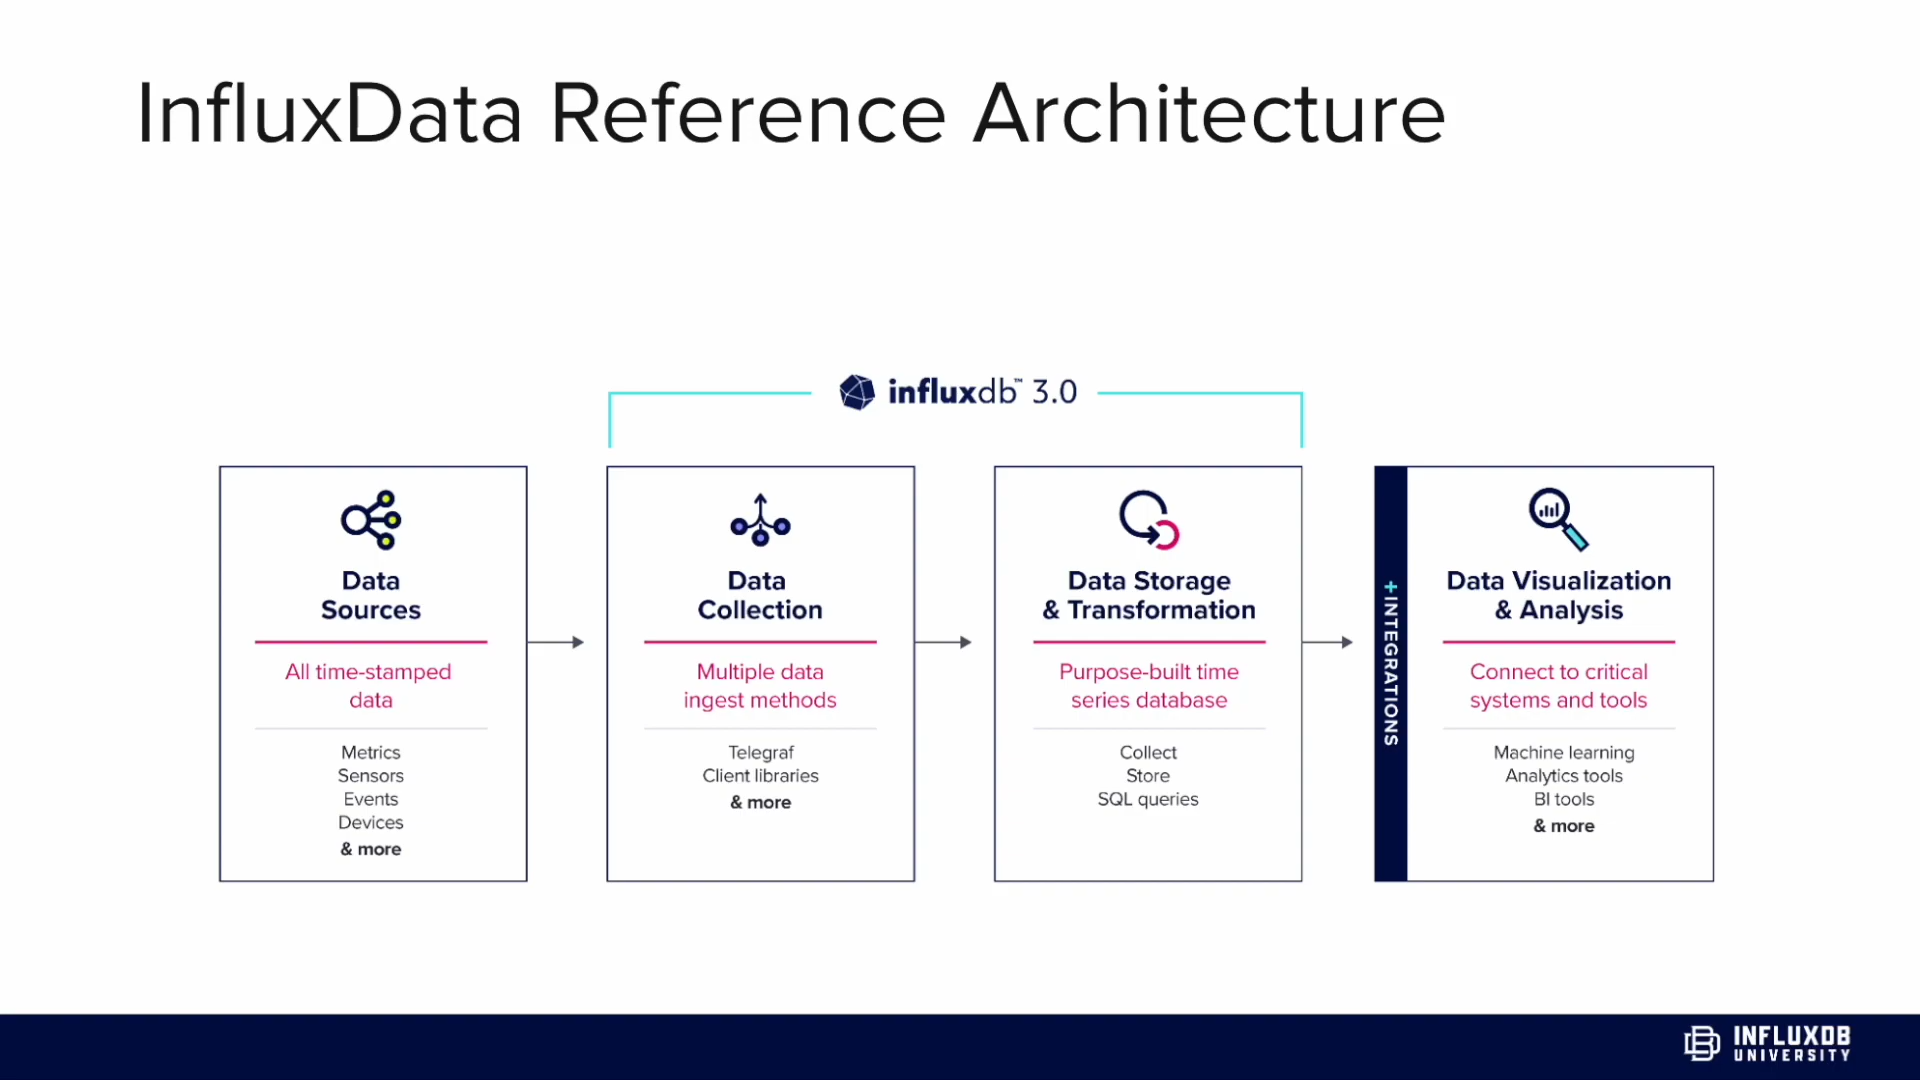 InfluxData Reference Architecture
influxdb™ 3.0
Data
Sources
All time-stamped
data
Metrics
Sensors
Events
Devices
& more
Data
Collection
Multiple data
ingest methods
Telegraf
Client libraries
& more
Data Storage
& Transformation
Purpose-built time
series database
Collect
Store
SQL queries
+INTEGRATIONS
Data Visualization
& Analysis
Connect to critical
systems and tools
Machine learning
Analytics tools
BI tools
& more
INFLUXDB
UNIVERSITY